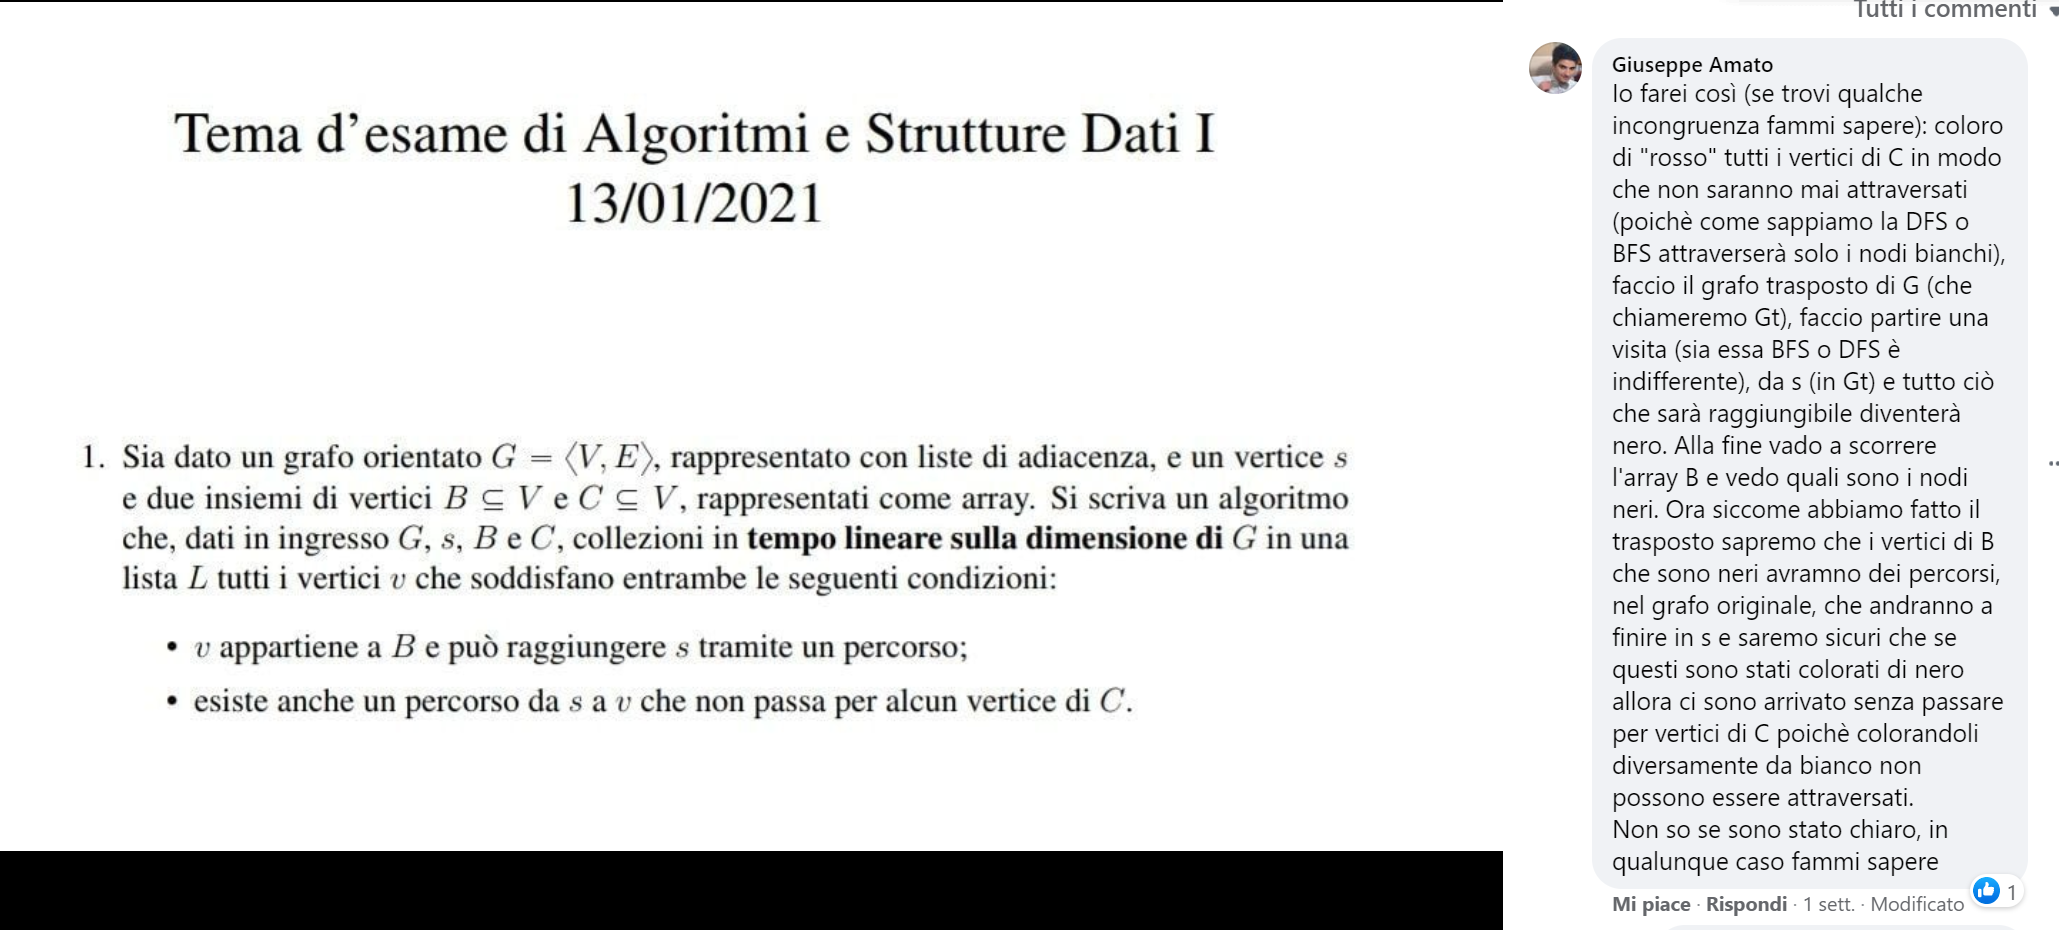 Tema d'esame di Algoritmi e Strutture Dati I
13/01/2021
1. Sia dato un grafo orientato G = ⟨V, E⟩, rappresentato con liste di adiacenza, e un vertice s
e due insiemi di vertici B ⊆ V e C ⊆ V, rappresentati come array. Si scriva un algoritmo
che, dati in ingresso G, s, B e C, collezioni in tempo lineare sulla dimensione di G in una
lista L tutti i vertici v che soddisfano entrambe le seguenti condizioni:
• v appartiene a B e può raggiungere s tramite un percorso;
• esiste anche un percorso da s a v che non passa per alcun vertice di C.
Tutti i commenti
Giuseppe Amato
Io farei così (se trovi qualche
incongruenza fammi sapere): coloro
di "rosso" tutti i vertici di C in modo
che non saranno mai attraversati
(poichè come sappiamo la DFS o
BFS attraverserà solo i nodi bianchi),
faccio il grafo trasposto di G (che
chiameremo Gt), faccio partire una
visita (sia essa BFS o DFS è
indifferente), da s (in Gt) e tutto ciò
che sarà raggiungibile diventerà
nero. Alla fine vado a scorrere
l'array B e vedo quali sono i nodi
neri. Ora siccome abbiamo fatto il
trasposto sapremo che i vertici di B
che sono neri avramno dei percorsi,
nel grafo originale, che andranno a
finire in s e saremo sicuri che se
questi sono stati colorati di nero
allora ci sono arrivato senza passare
per vertici di C poichè colorandoli
diversamente da bianco non
possono essere attraversati.
Non so se sono stato chiaro, in
qualunque caso fammi sapere
1
Mi piace · Rispondi · 1 sett. · Modificato